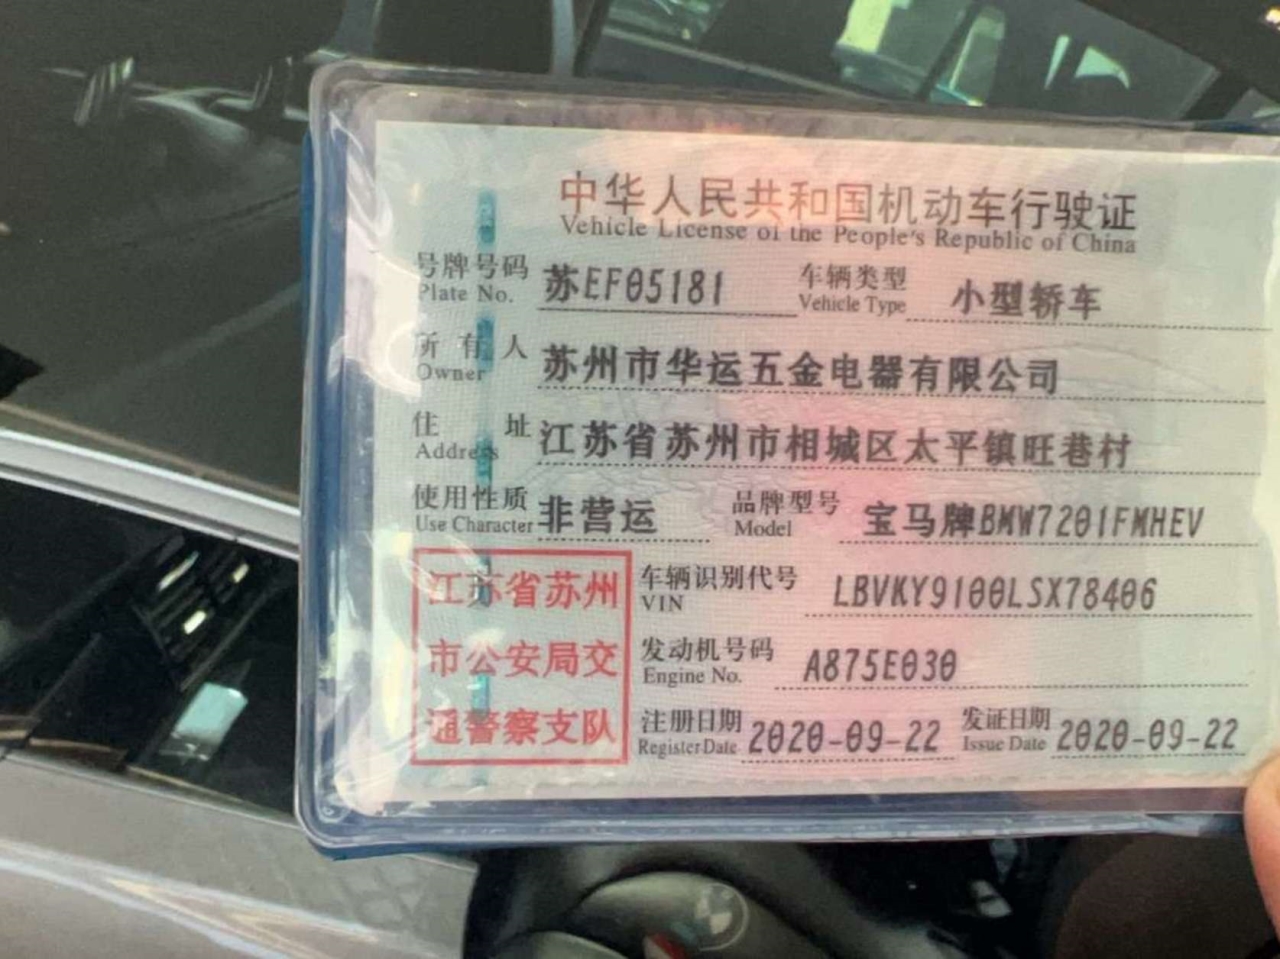 中华人民共和国机动车行驶证
Vehicle License of the People's Republic of China
号牌号码 苏EF05181 车辆类型 小型轿车
Plate No. Vehicle Type
所有人 苏州市华运五金电器有限公司
Owner
住址 江苏省苏州市相城区太平镇旺巷村
Address
使用性质 非营运 品牌型号 宝马牌BMW7201FMHEV
Use Character Model
江苏省苏州
市公安局交
通警察支队
车辆识别代号 LBVKY9100LSX78406
VIN
发动机号码 A875E030
Engine No.
注册日期 2020-09-22 发证日期 2020-09-22
Register Date Issue Date